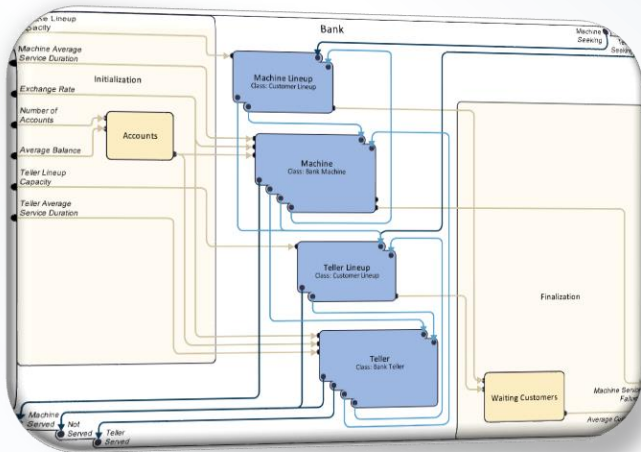 Lineup
Capacity
Bank
Machine
Seeking
Machine Average
Service Duration
Initialization
Exchange Rate
Number of
Accounts
Accounts
Average Balance
Teller Lineup
Capacity
Teller Average
Service Duration
Machine Lineup
Class: Customer Lineup
Machine
Class: Bank Machine
Teller Lineup
Class: Customer Lineup
Teller
Class: Bank Teller
Finalization
Waiting Customers
Machine
Served
Not
Served
Teller
Served
Average